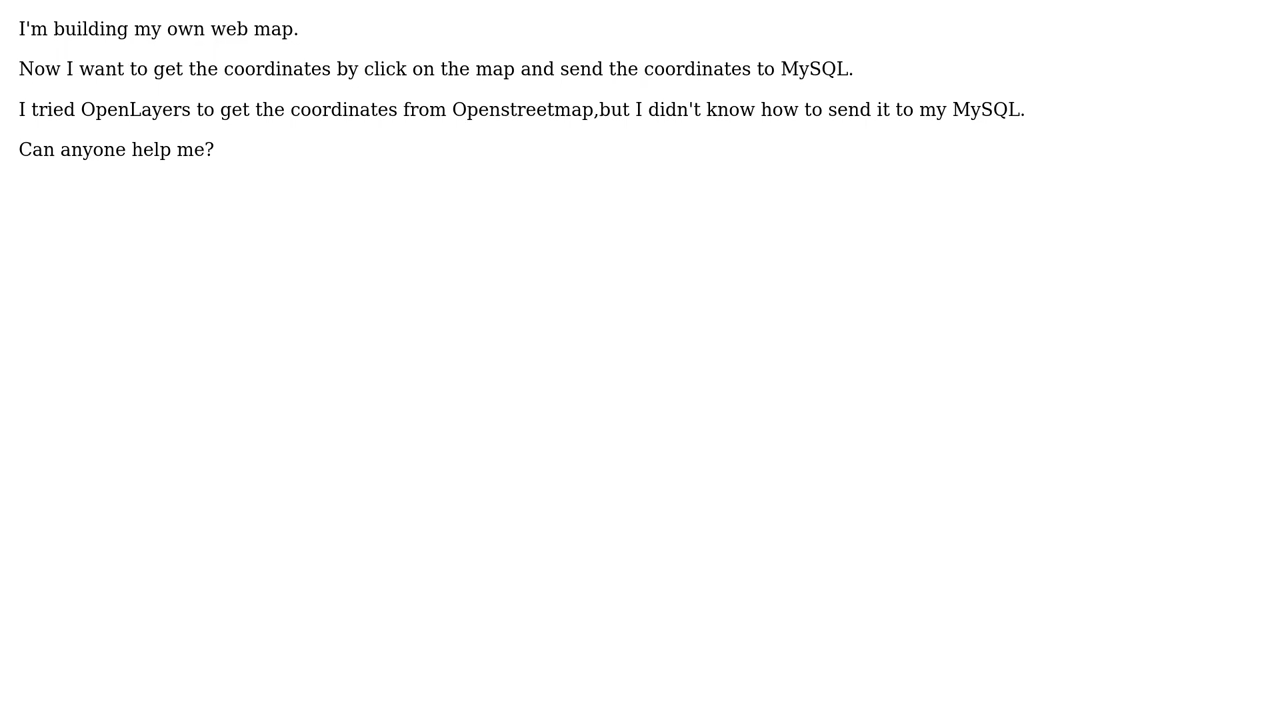 I'm building my own web map.
Now I want to get the coordinates by click on the map and send the coordinates to MySQL.
I tried OpenLayers to get the coordinates from Openstreetmap,but I didn't know how to send it to my MySQL.
Can anyone help me?